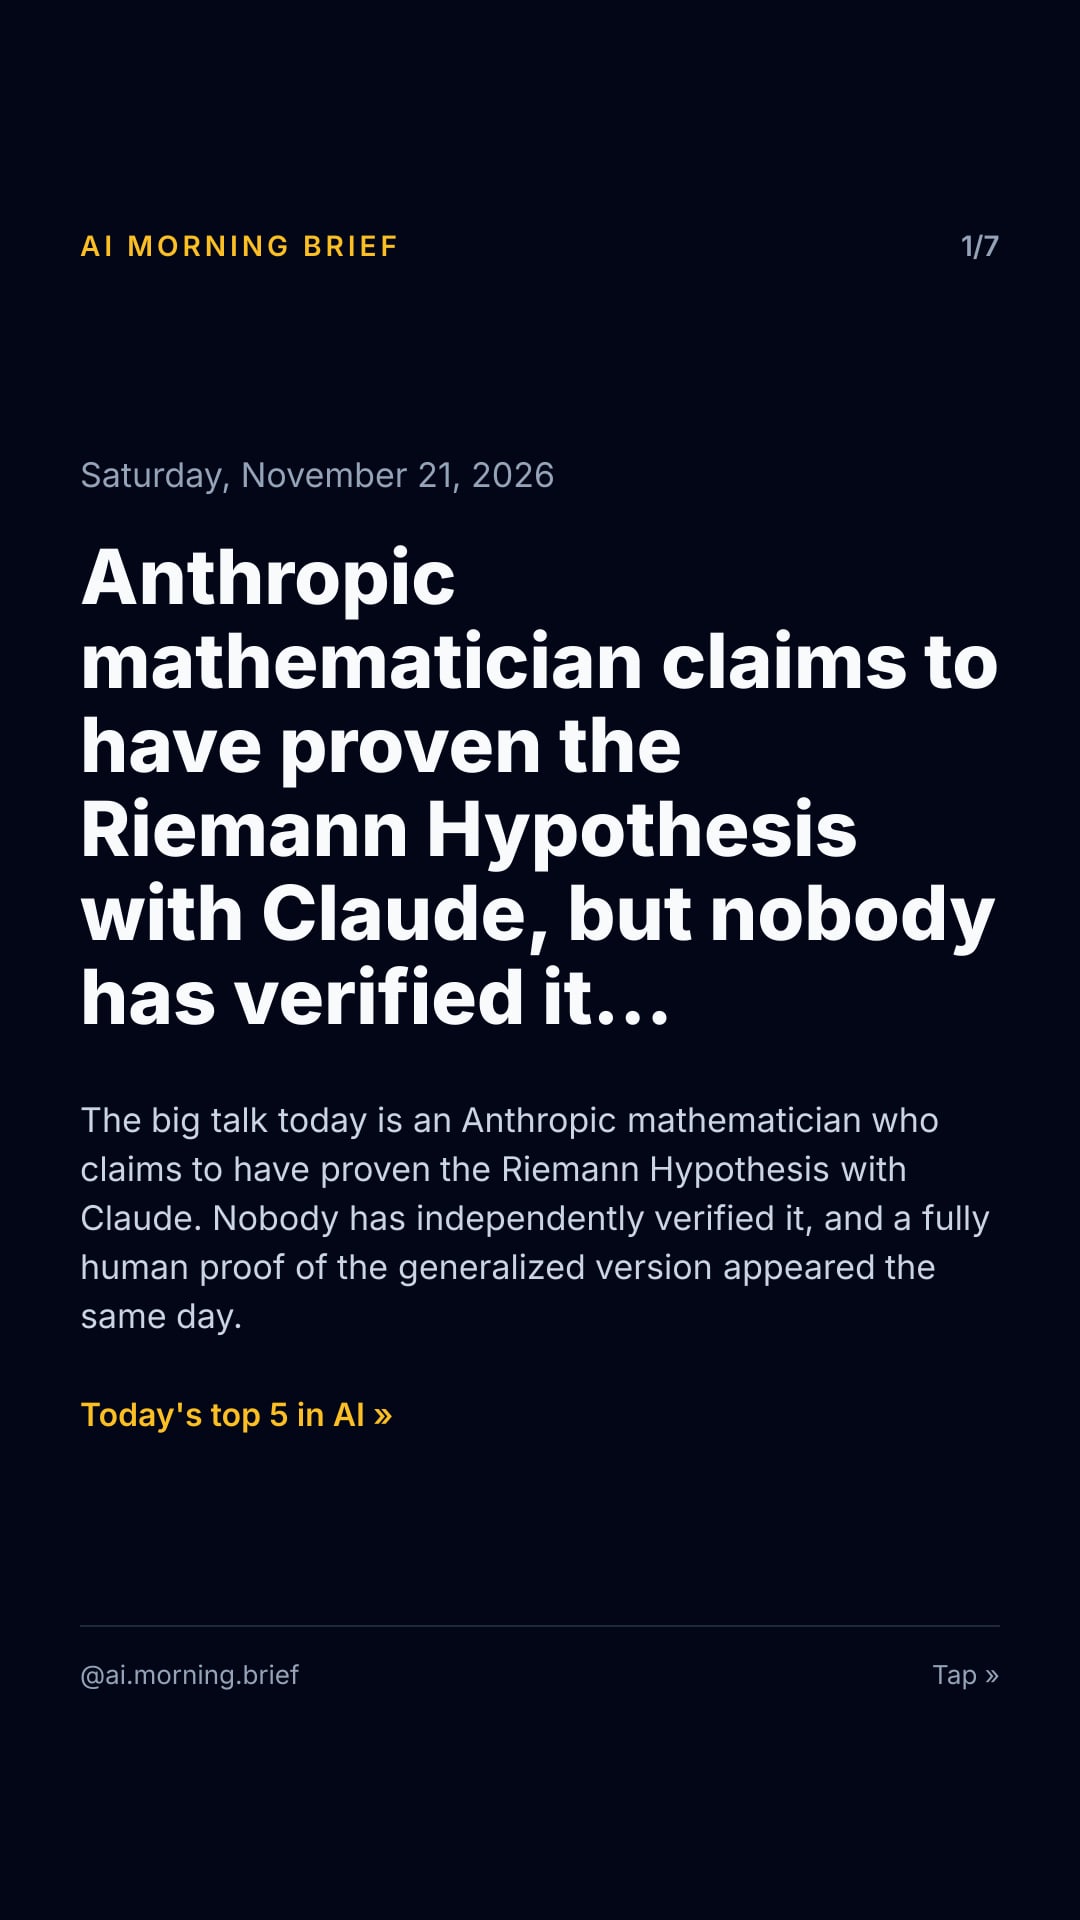 AI MORNING BRIEF
1/7
Saturday, November 21, 2026
Anthropic
mathematician claims to
have proven the
Riemann Hypothesis
with Claude, but nobody
has verified it...
The big talk today is an Anthropic mathematician who
claims to have proven the Riemann Hypothesis with
Claude. Nobody has independently verified it, and a fully
human proof of the generalized version appeared the
same day.
Today's top 5 in AI »
@ai.morning.brief
Tap »